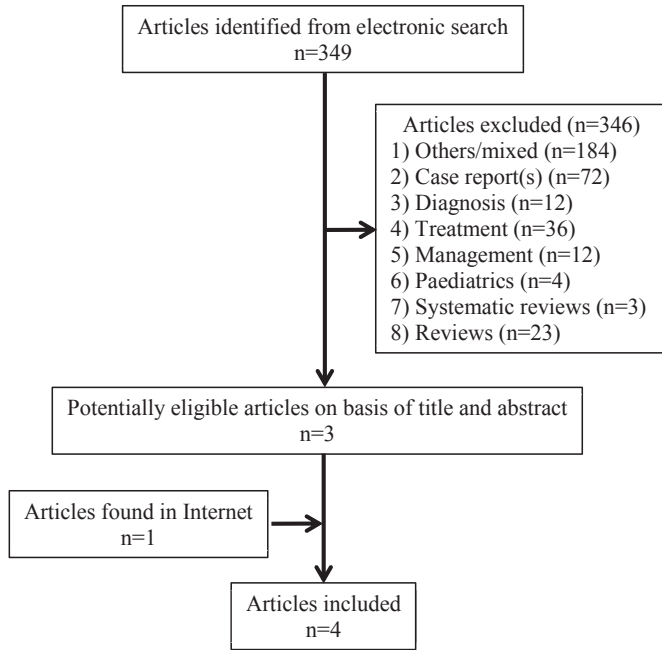 Articles identified from electronic search
n=349
Articles excluded (n=346)
1) Others/mixed (n=184)
2) Case report(s) (n=72)
3) Diagnosis (n=12)
4) Treatment (n=36)
5) Management (n=12)
6) Paediatrics (n=4)
7) Systematic reviews (n=3)
8) Reviews (n=23)
Potentially eligible articles on basis of title and abstract
n=3
Articles found in Internet
n=1
Articles included
n=4